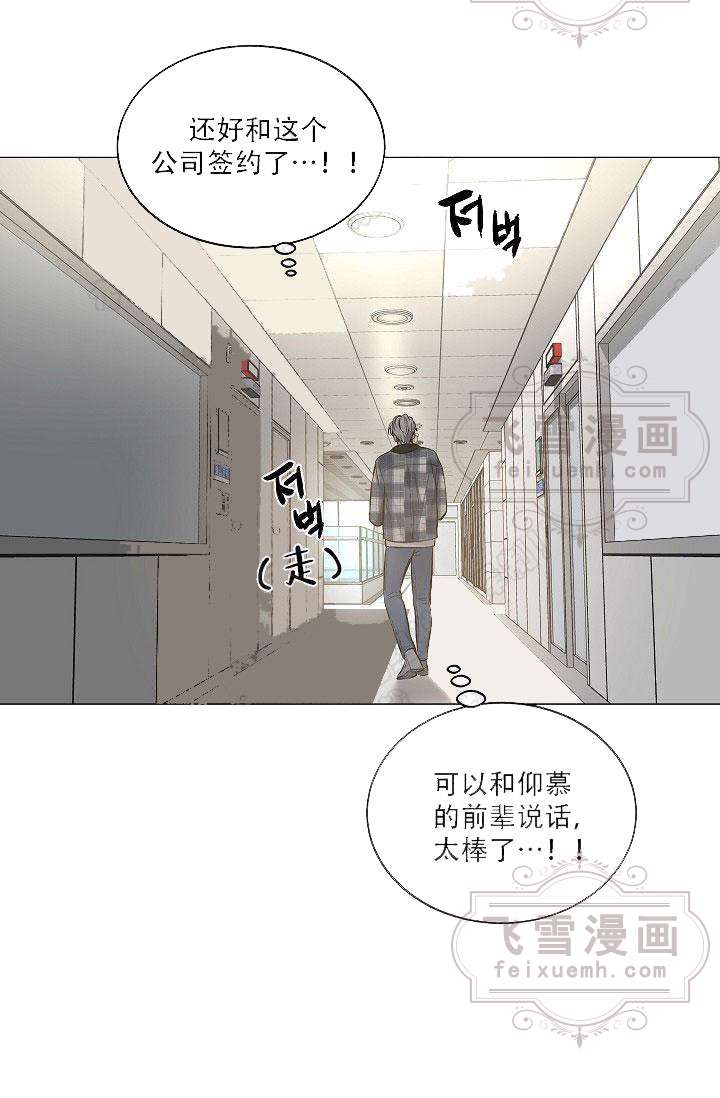 还好和这个
公司签约了…！！
저벅
저벅
（走）
可以和仰慕
的前辈说话，
太棒了…！！
飞雪漫画
feixuemh.com
飞雪漫画
feixuemh.com